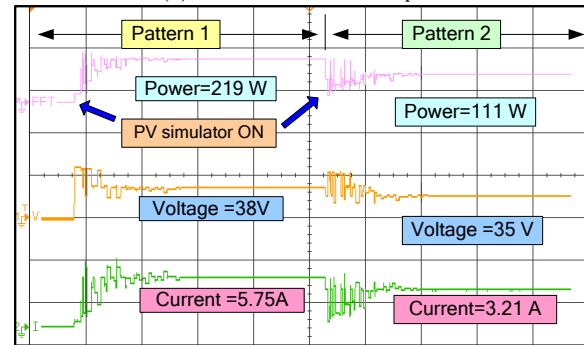 Pattern 1
Pattern 2
Power=219 W
Power=111 W
FFT
PV simulator ON
T
V
Voltage =38V
Voltage =35 V
Current =5.75A
Current=3.21 A
I